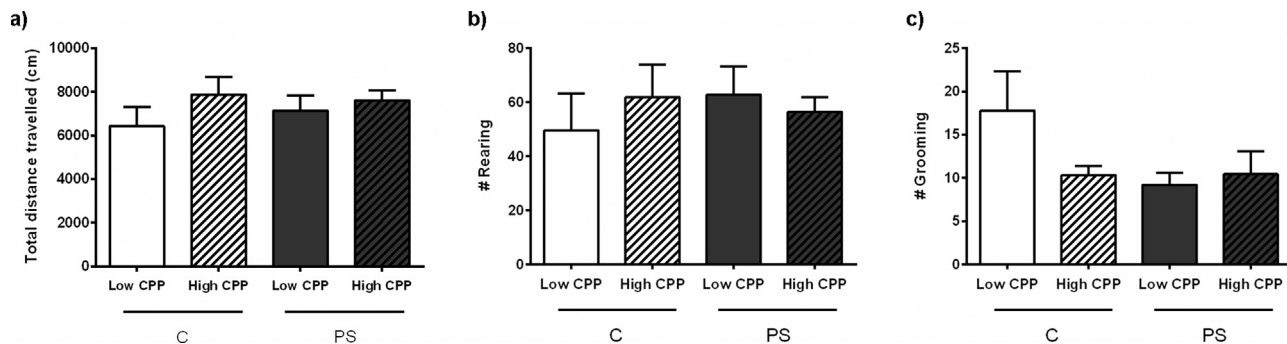 a)
Total distance travelled (cm)
10000
8000
6000
4000
2000
0
Low CPP High CPP Low CPP High CPP
C PS
b)
# Rearing
80
60
40
20
0
Low CPP High CPP Low CPP High CPP
C PS
c)
# Grooming
25
20
15
10
5
0
Low CPP High CPP Low CPP High CPP
C PS